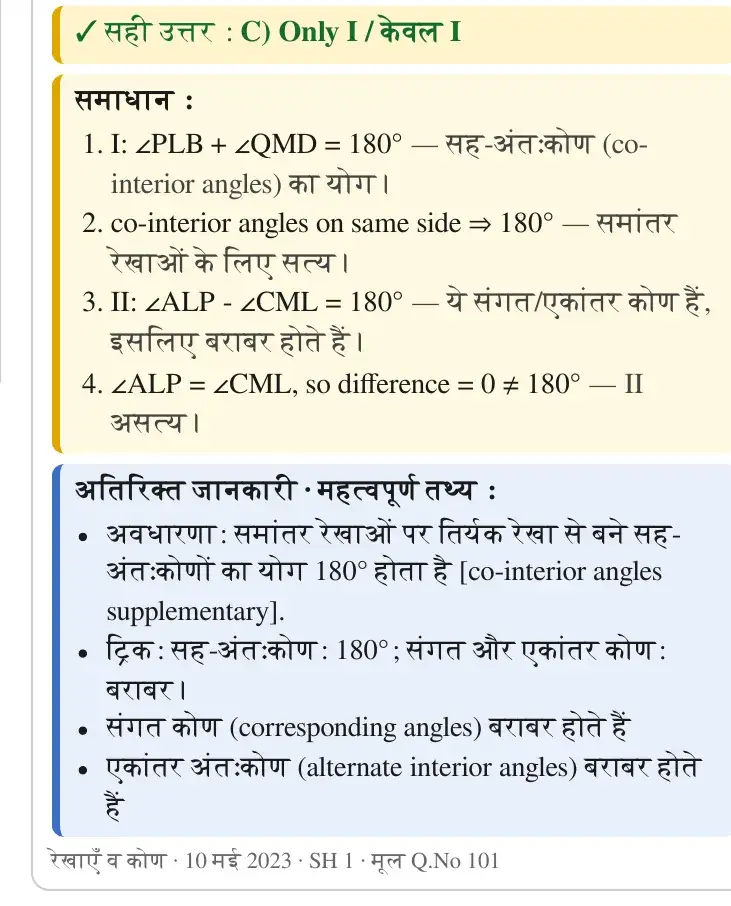 ✓ सही उत्तर : C) Only I / केवल I
समाधान :
1. I: ∠PLB + ∠QMD = 180° — सह-अंतःकोण (co-
interior angles) का योग।
2. co-interior angles on same side ⇒ 180° — समांतर
रेखाओं के लिए सत्य।
3. II: ∠ALP - ∠CML = 180° — ये संगत/एकांतर कोण हैं,
इसलिए बराबर होते हैं।
4. ∠ALP = ∠CML, so difference = 0 ≠ 180° — II
असत्य।
अतिरिक्त जानकारी · महत्वपूर्ण तथ्य :
• अवधारणा : समांतर रेखाओं पर तिर्यक रेखा से बने सह-
अंतःकोणों का योग 180° होता है [co-interior angles
supplementary].
• ट्रिक : सह-अंतःकोण : 180° ; संगत और एकांतर कोण :
बराबर।
• संगत कोण (corresponding angles) बराबर होते हैं
• एकांतर अंतःकोण (alternate interior angles) बराबर होते
हैं
रेखाएँ व कोण · 10 मई 2023 · SH 1 · मूल Q.No 101